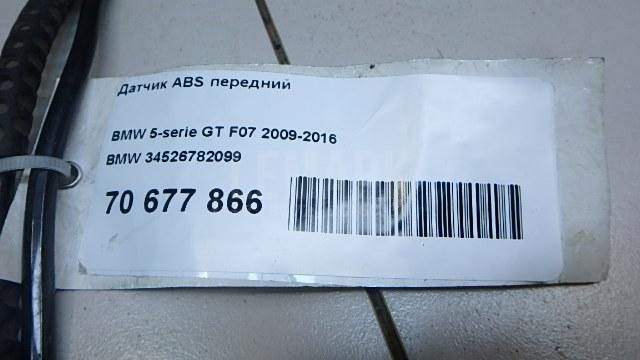 Датчик ABS передний
BMW 5-serie GT F07 2009-2016
BMW 34526782099
70 677 866